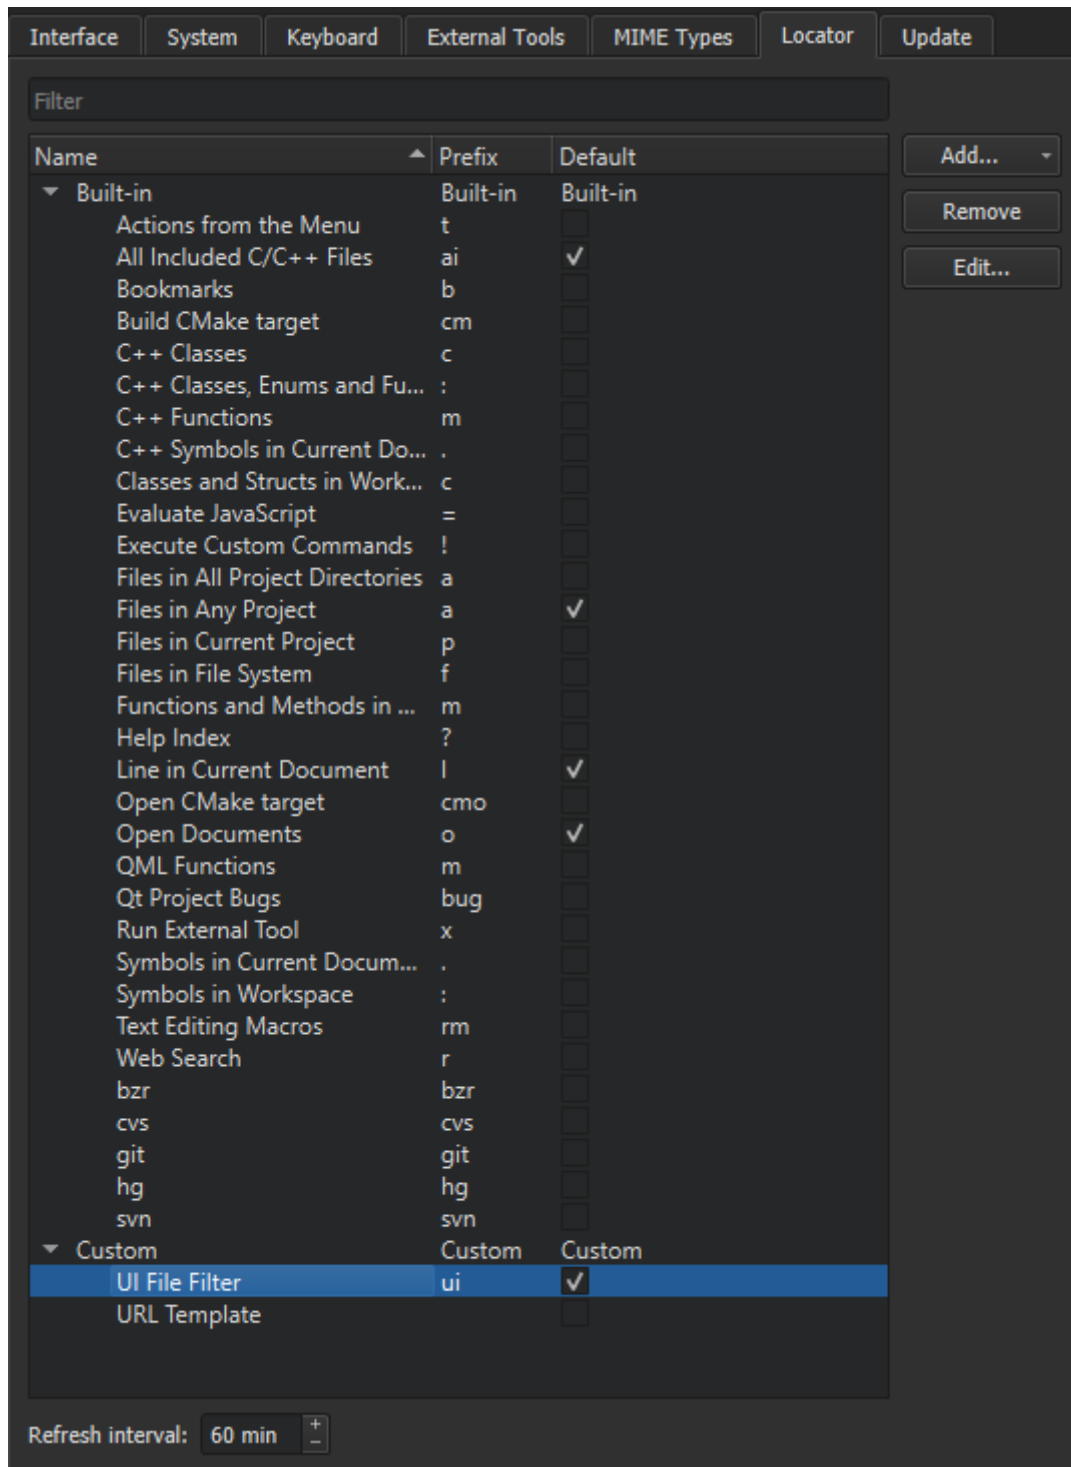 Interface System Keyboard External Tools MIME Types Locator Update
Filter
Name Prefix Default Add...
Built-in Built-in Built-in
Remove
Actions from the Menu t
All Included C/C++ Files ai Edit...
Bookmarks b
Build CMake target cm
C++ Classes c
C++ Classes, Enums and Fu... :
C++ Functions m
C++ Symbols in Current Do... .
Classes and Structs in Work... c
Evaluate JavaScript =
Execute Custom Commands !
Files in All Project Directories a
Files in Any Project a
Files in Current Project p
Files in File System f
Functions and Methods in ... m
Help Index ?
Line in Current Document l
Open CMake target cmo
Open Documents o
QML Functions m
Qt Project Bugs bug
Run External Tool x
Symbols in Current Docum... .
Symbols in Workspace :
Text Editing Macros rm
Web Search r
bzr bzr
cvs cvs
git git
hg hg
svn svn
Custom Custom Custom
UI File Filter ui
URL Template
Refresh interval: 60 min